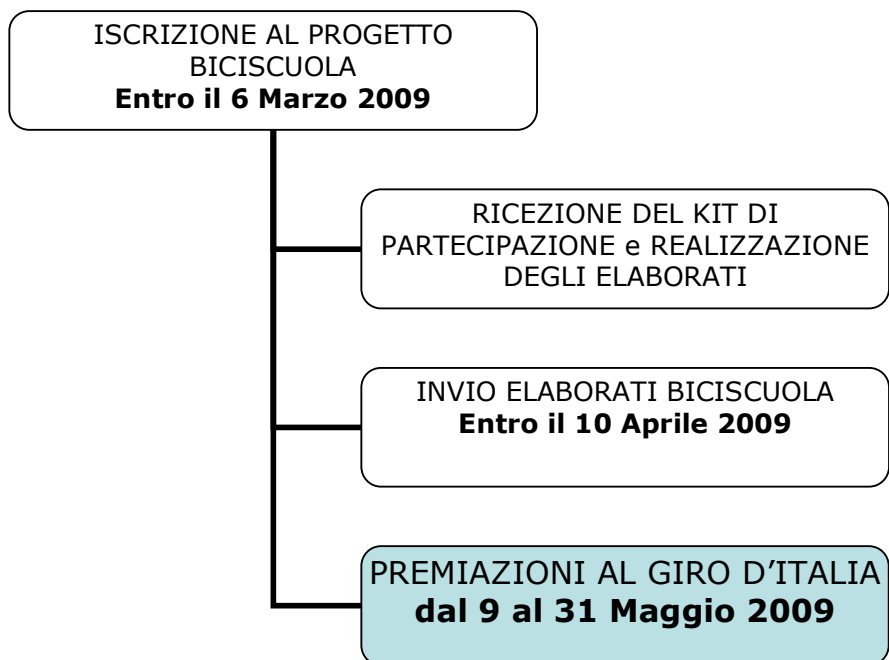 ISCRIZIONE AL PROGETTO
BICISCUOLA
Entro il 6 Marzo 2009
RICEZIONE DEL KIT DI
PARTECIPAZIONE e REALIZZAZIONE
DEGLI ELABORATI
INVIO ELABORATI BICISCUOLA
Entro il 10 Aprile 2009
PREMIAZIONI AL GIRO D’ITALIA
dal 9 al 31 Maggio 2009